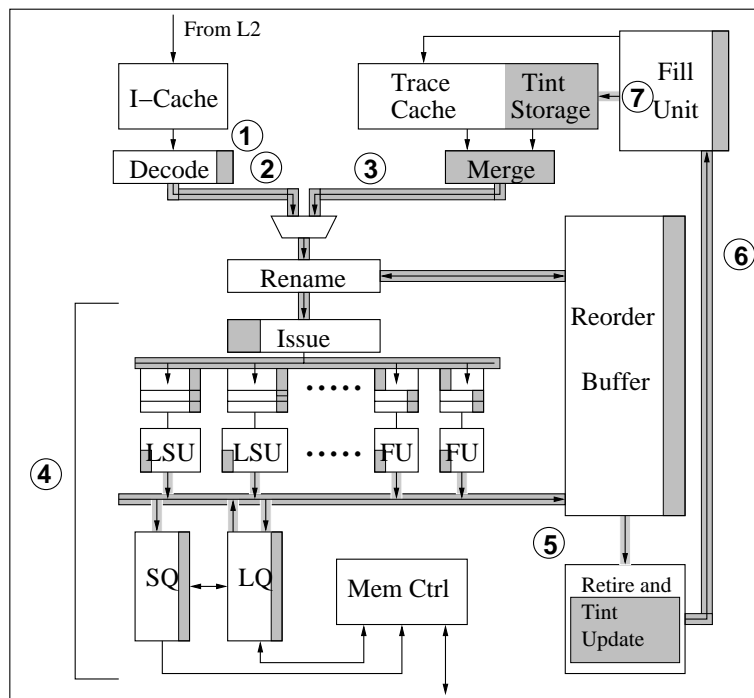 From L2
I–Cache
Trace
Cache
Tint
Storage
7
Fill
Unit
1
Decode
2
3
Merge
Rename
6
Issue
Reorder
Buffer
4
LSU
LSU
FU
FU
5
SQ
LQ
Mem Ctrl
Retire and
Tint
Update